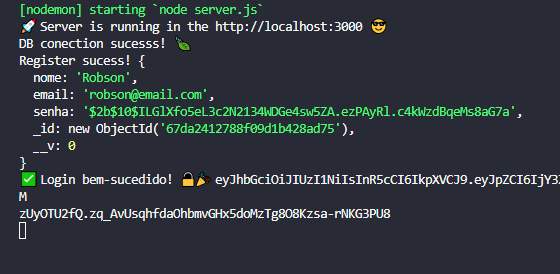 [nodemon] starting `node server.js`
🚀 Server is running in the http://localhost:3000 😎
DB conection sucesss! 🍃
Register sucess! {
  nome: 'Robson',
  email: 'robson@email.com',
  senha: '$2b$10$ILGlXfo5eL3c2N2134WDGe4sw5ZA.ezPAyRl.c4kWzdBqeMs8aG7a',
  _id: new ObjectId('67da2412788f09d1b428ad75'),
  __v: 0
}
✅ Login bem-sucedido! 🔓🎉 eyJhbGciOiJIUzI1NiIsInR5cCI6IkpXVCJ9.eyJpZCI6IjY3
M
zUyOTU2fQ.zq_AvUsqhfdaOhbmvGHx5doMzTg8O8Kzsa-rNKG3PU8